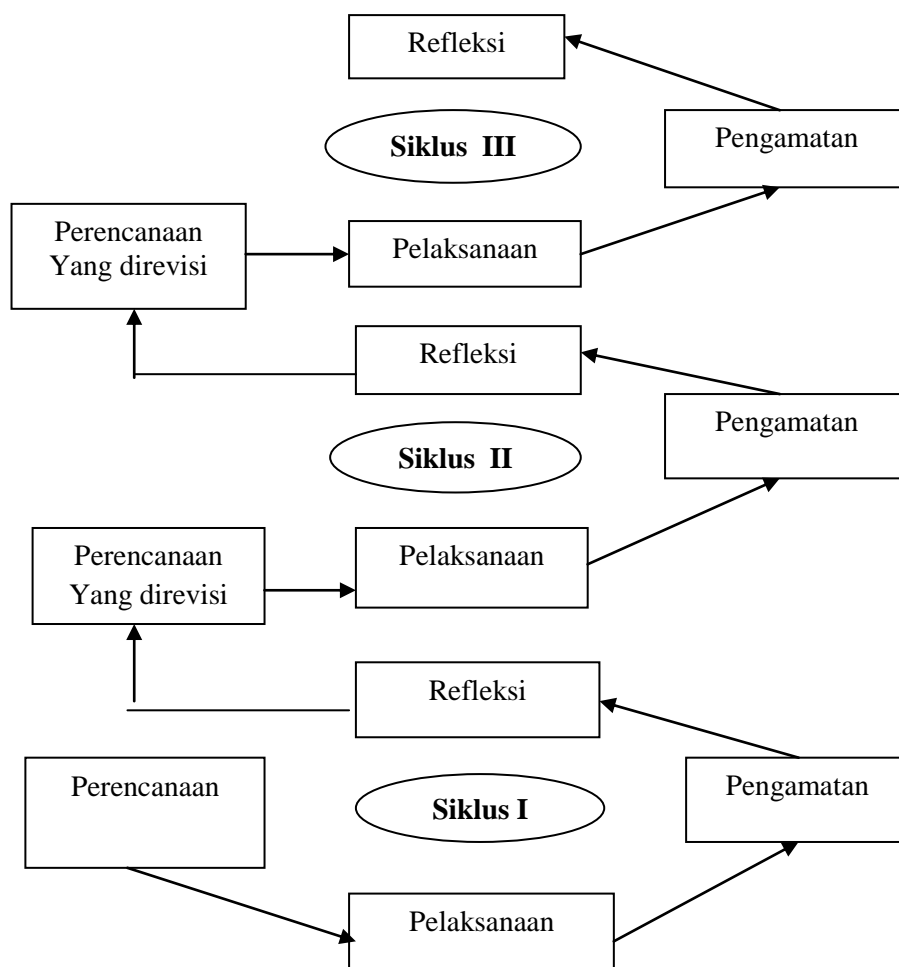 Refleksi
Pengamatan
Siklus III
Perencanaan
Yang direvisi
Pelaksanaan
Refleksi
Pengamatan
Siklus II
Perencanaan
Yang direvisi
Pelaksanaan
Refleksi
Perencanaan
Pengamatan
Siklus I
Pelaksanaan